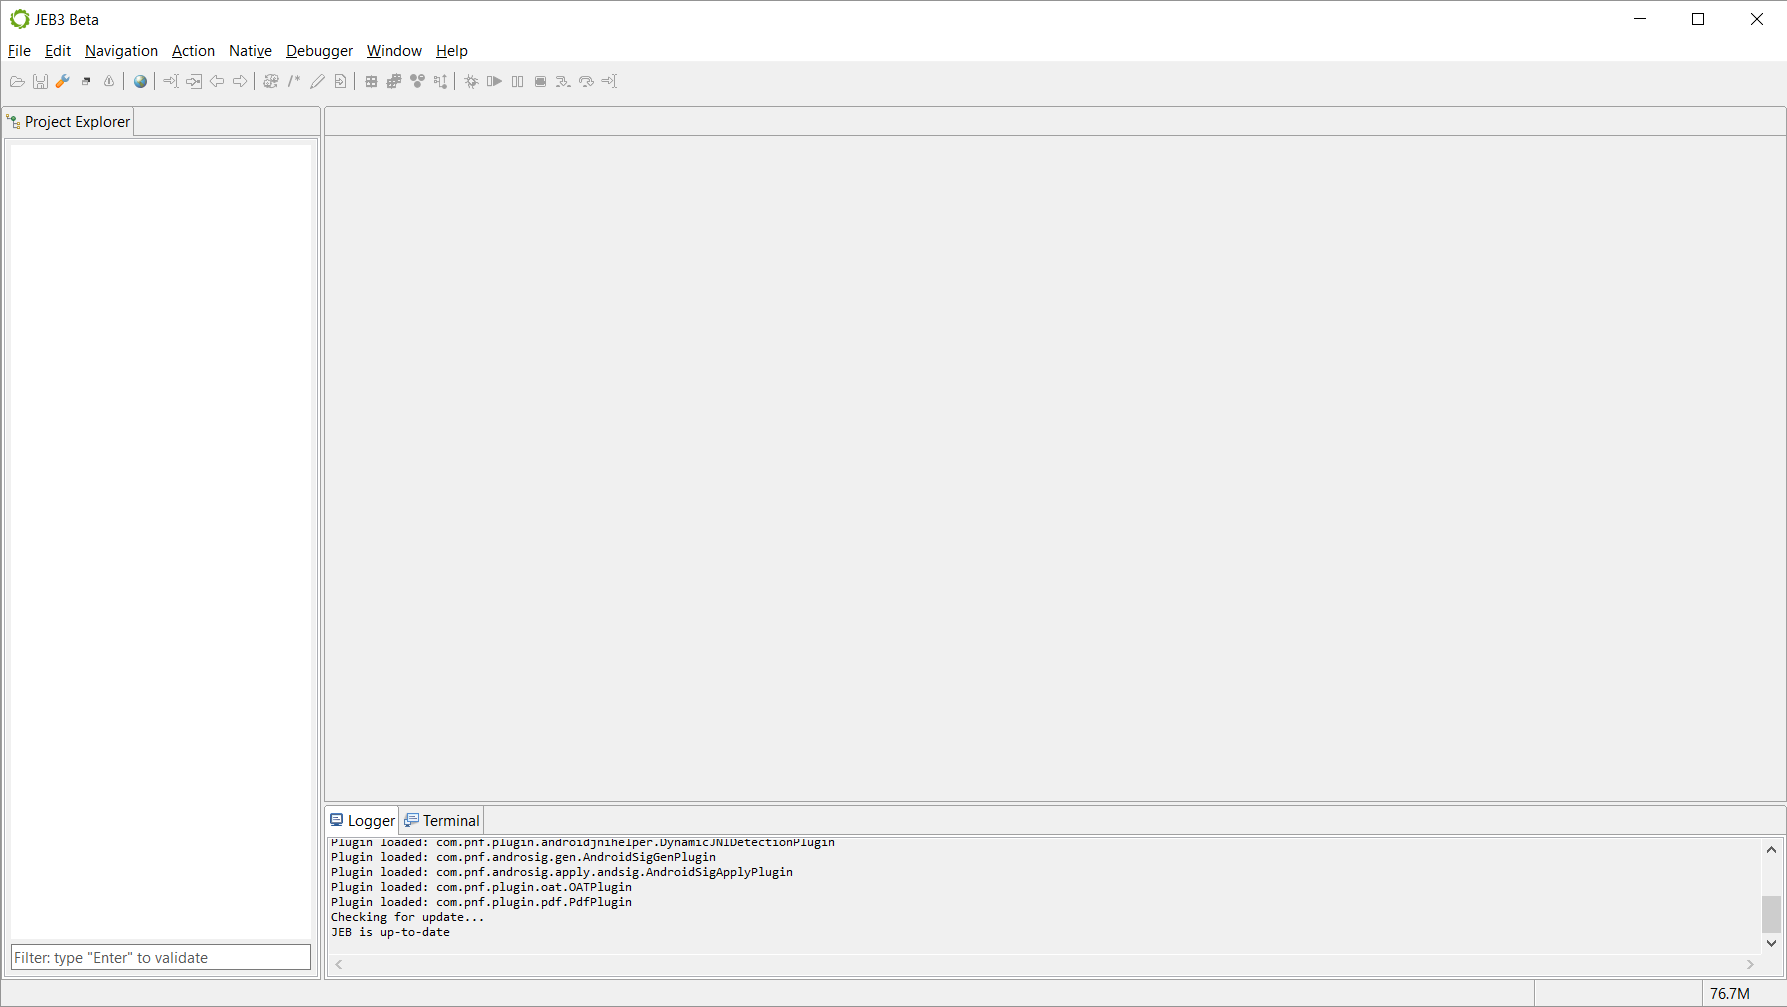 JEB3 Beta
File Edit Navigation Action Native Debugger Window Help
/*
Project Explorer
Filter: type "Enter" to validate
Logger Terminal
Plugin loaded: com.pnf.plugin.androidjnihelper.DynamicJNIDetectionPlugin
Plugin loaded: com.pnf.androsig.gen.AndroidSigGenPlugin
Plugin loaded: com.pnf.androsig.apply.andsig.AndroidSigApplyPlugin
Plugin loaded: com.pnf.plugin.oat.OATPlugin
Plugin loaded: com.pnf.plugin.pdf.PdfPlugin
Checking for update...
JEB is up-to-date
76.7M